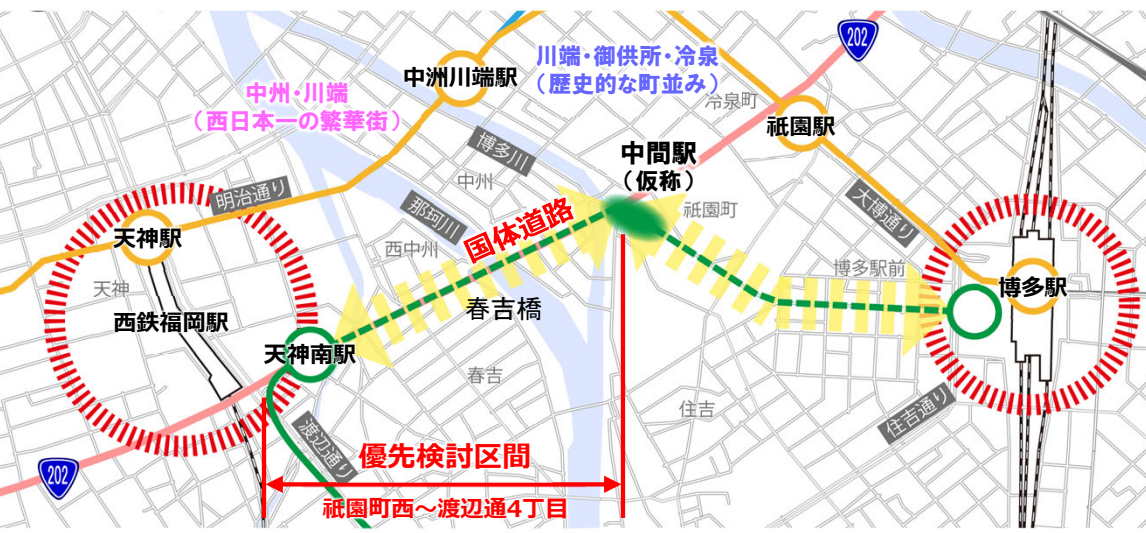 202
川端・御供所・冷泉
(歴史的な町並み)
中洲川端駅
中州・川端
(西日本一の繁華街)
冷泉町
祇園駅
博多川
中間駅
(仮称)
中州
明治通り
那珂川
祇園町
大博通り
天神駅
国体道路
西中州
博多駅前
天神
博多駅
春吉橋
西鉄福岡駅
天神南駅
春吉
住吉
住吉通り
渡辺通り
優先検討区間
202
祇園町西~渡辺通4丁目